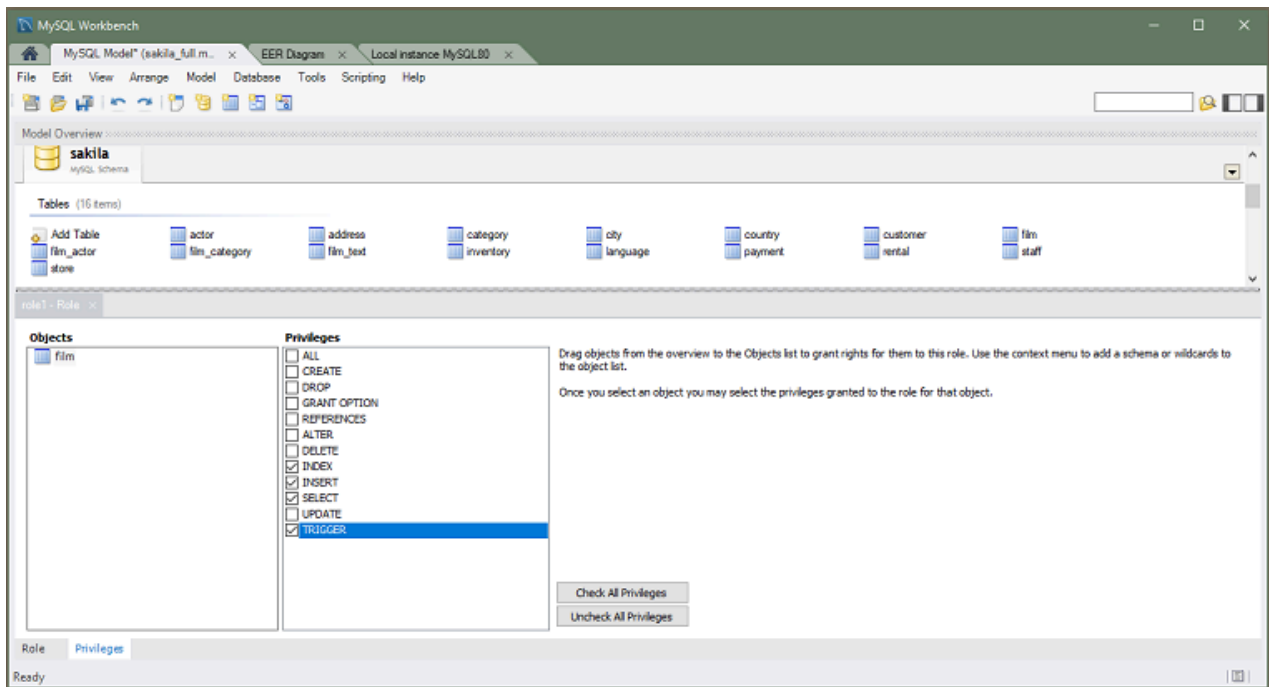 MySQL Workbench
MySQL Model* (sakila_full.m... × EER Diagram × Local instance MySQL80 ×
File Edit View Arrange Model Database Tools Scripting Help
Model Overview
sakila
MySQL Schema
Tables (16 items)
Add Table actor address category city country customer film
film_actor film_category film_text inventory language payment rental staff
store
role1 - Role ×
Objects
film
Privileges
ALL
CREATE
DROP
GRANT OPTION
REFERENCES
ALTER
DELETE
INDEX
INSERT
SELECT
UPDATE
TRIGGER
Drag objects from the overview to the Objects list to grant rights for them to this role. Use the context menu to add a schema or wildcards to
the object list.
Once you select an object you may select the privileges granted to the role for that object.
Check All Privileges
Uncheck All Privileges
Role Privileges
Ready